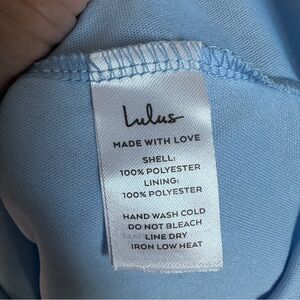 Lulus
MADE WITH LOVE
SHELL:
100% POLYESTER
LINING:
100% POLYESTER
HAND WASH COLD
DO NOT BLEACH
LINE DRY
IRON LOW HEAT